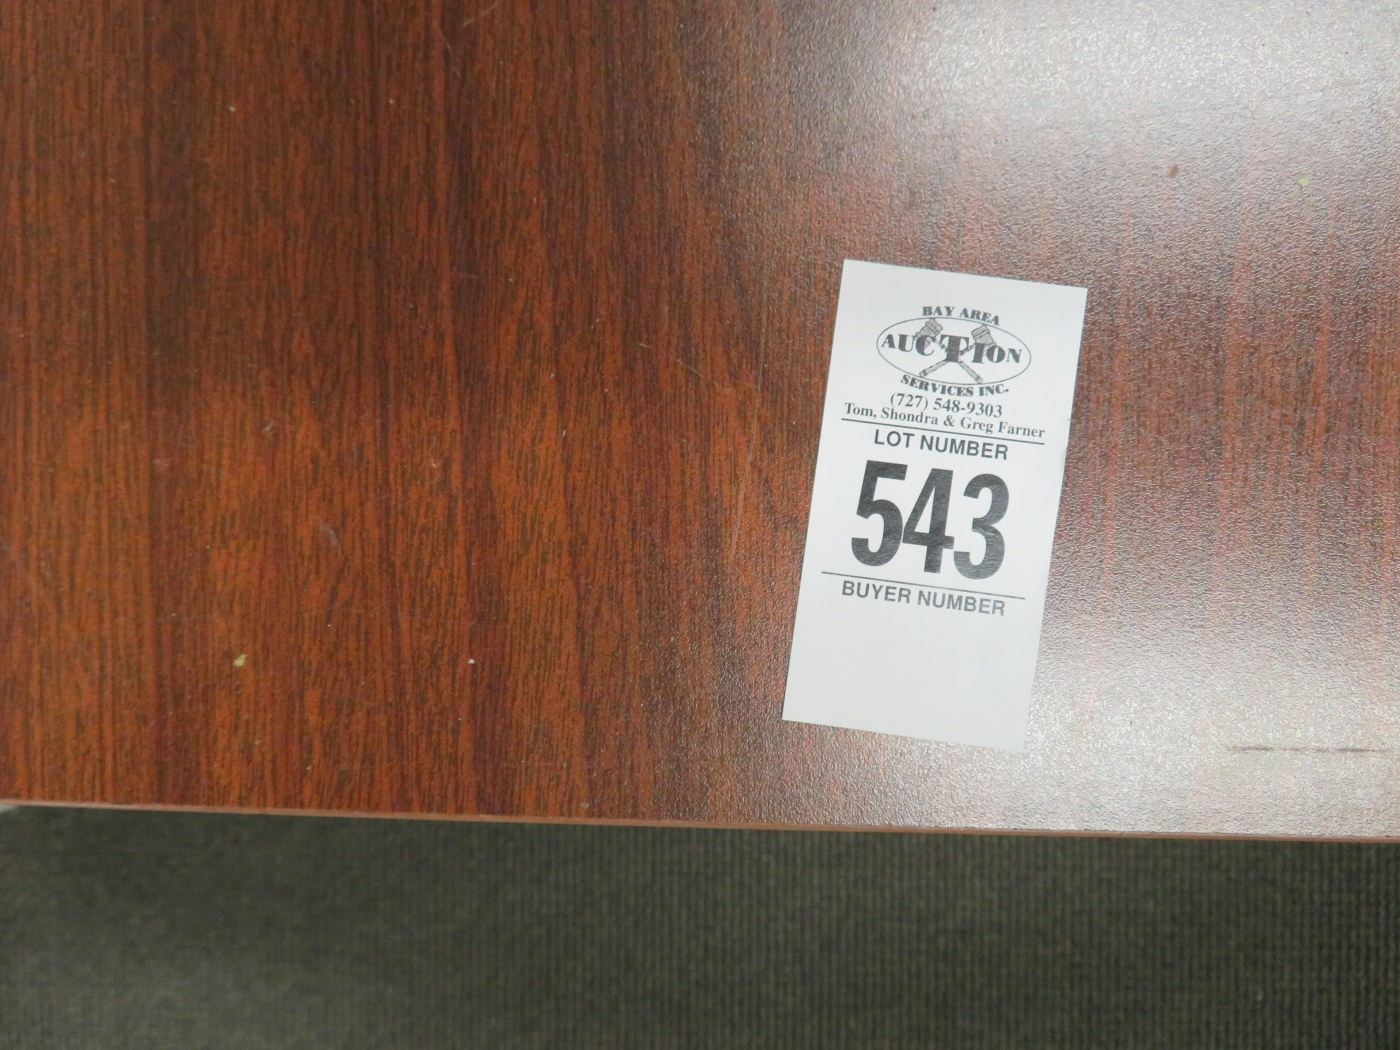 BAY AREA
AUCTION
SERVICES INC.
(727) 548-9303
Tom, Shondra & Greg Farner
LOT NUMBER
543
BUYER NUMBER